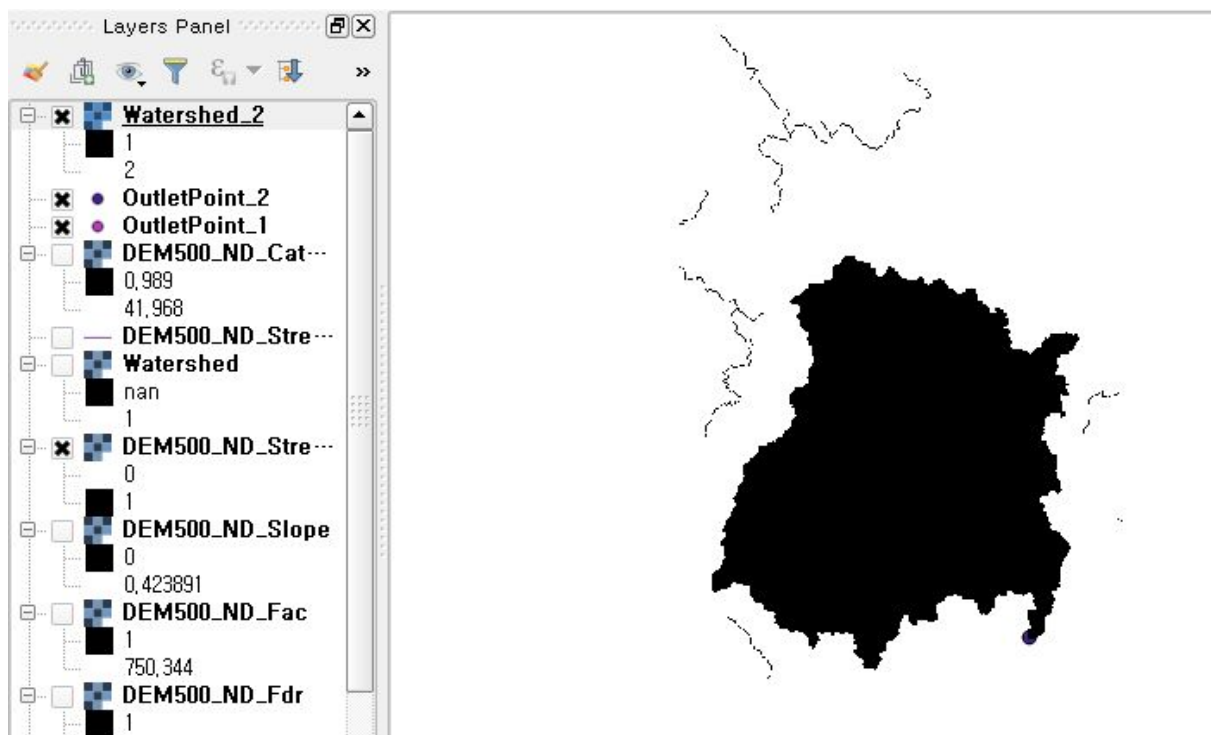 Layers Panel
»
Watershed_2
1
2
OutletPoint_2
OutletPoint_1
DEM500_ND_Cat···
0,989
41,968
DEM500_ND_Stre···
Watershed
nan
1
DEM500_ND_Stre···
0
1
DEM500_ND_Slope
0
0,423891
DEM500_ND_Fac
1
750,344
DEM500_ND_Fdr
1